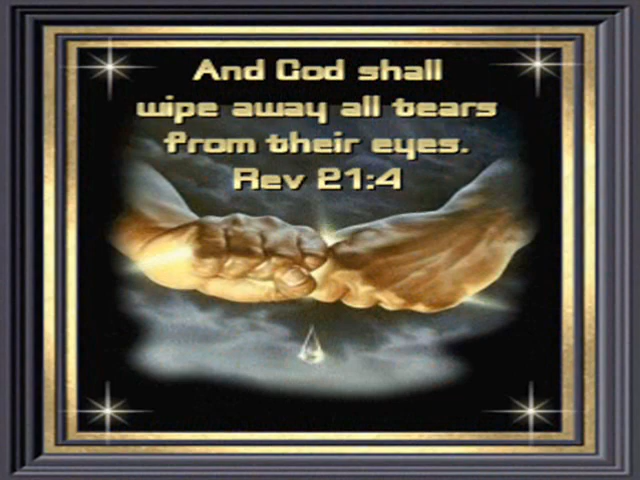 And God shall
wipe away all tears
from their eyes.
Rev 21:4